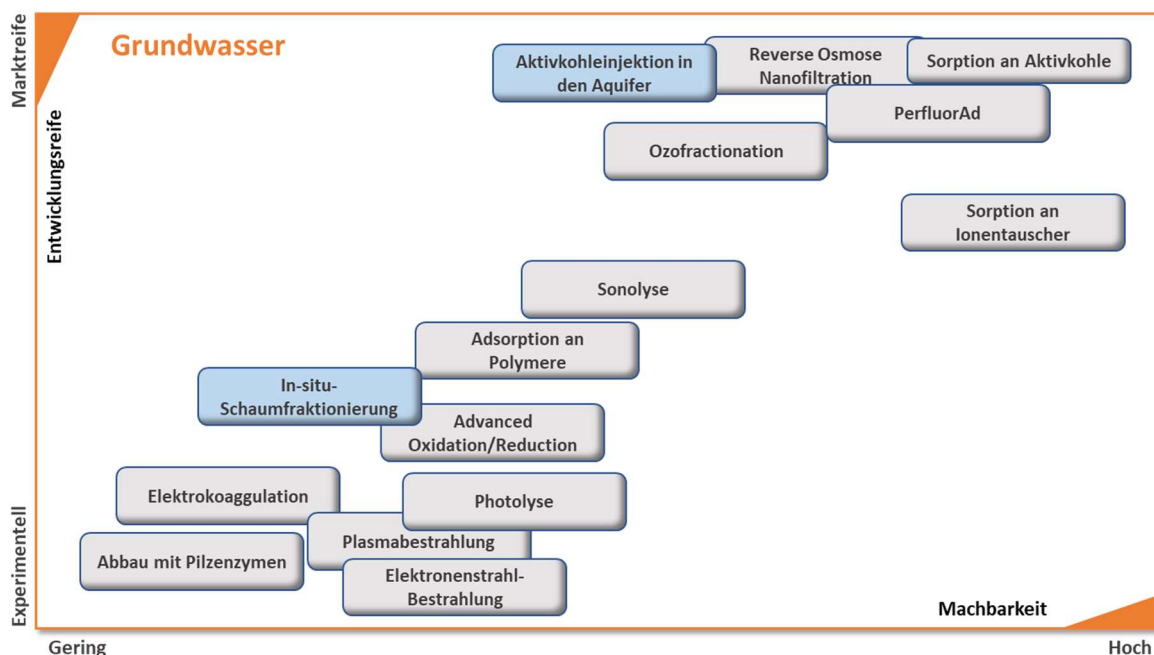 Grundwasser
Marktreife
Entwicklungsreife
Experimentell
Aktivkohleinjektion in
den Aquifer
Reverse Osmose
Nanofiltration
Sorption an Aktivkohle
PerfluorAd
Ozofractionation
Sorption an
Ionentauscher
Sonolyse
Adsorption an
Polymere
In-situ-
Schaumfraktionierung
Advanced
Oxidation/Reduction
Elektrokoaggulation
Photolyse
Plasmabestrahlung
Abbau mit Pilzenzymen
Elektronenstrahl-
Bestrahlung
Machbarkeit
Gering
Hoch